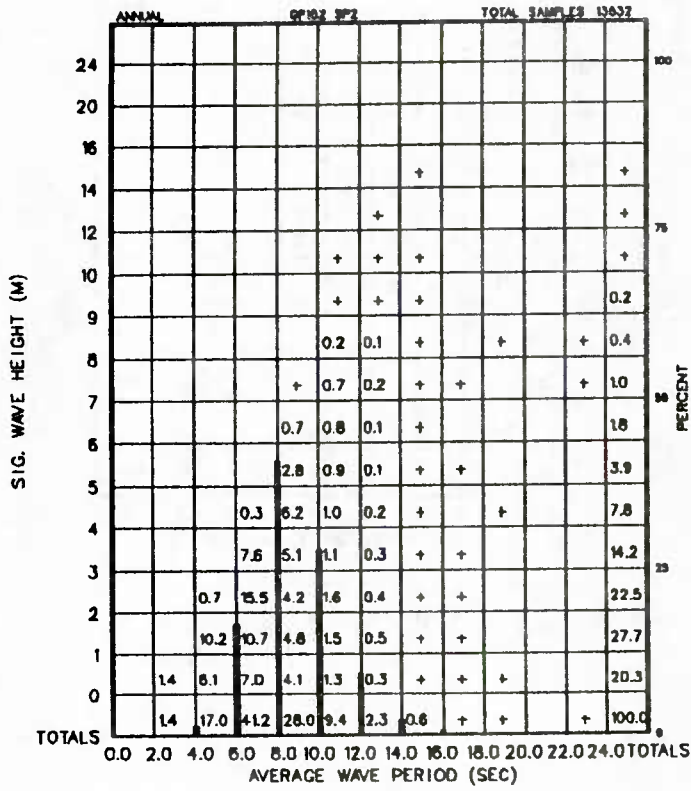 ANNUAL TOTAL SAMPLES
24 100
20
16
+ +
14
+ + 75
12
+ + + +
10
+ + + 0.2
9
0.2 0.1 + + + 0.4
8
+ 0.7 0.2 + + + 1.0
7 50
0.7 0.8 0.1 + 1.8
6
2.8 0.9 0.1 + + 3.9
5
0.3 6.2 1.0 0.2 + + 7.8
4
7.6 5.1 1.1 0.3 + + 14.2
3 25
0.7 15.5 4.2 1.6 0.4 + + 22.5
2
10.2 10.7 4.8 1.5 0.5 + + 27.7
1
1.4 6.1 7.0 4.1 1.3 0.3 + + + 20.3
0
1.4 17.0 41.2 28.0 9.4 2.3 0.6 + + + 100.0
TOTALS 0
0.0 2.0 4.0 6.0 8.0 10.0 12.0 14.0 16.0 18.0 20.0 22.0 24.0 TOTALS
AVERAGE WAVE PERIOD (SEC)
SIG. WAVE HEIGHT (M)
PERCENT